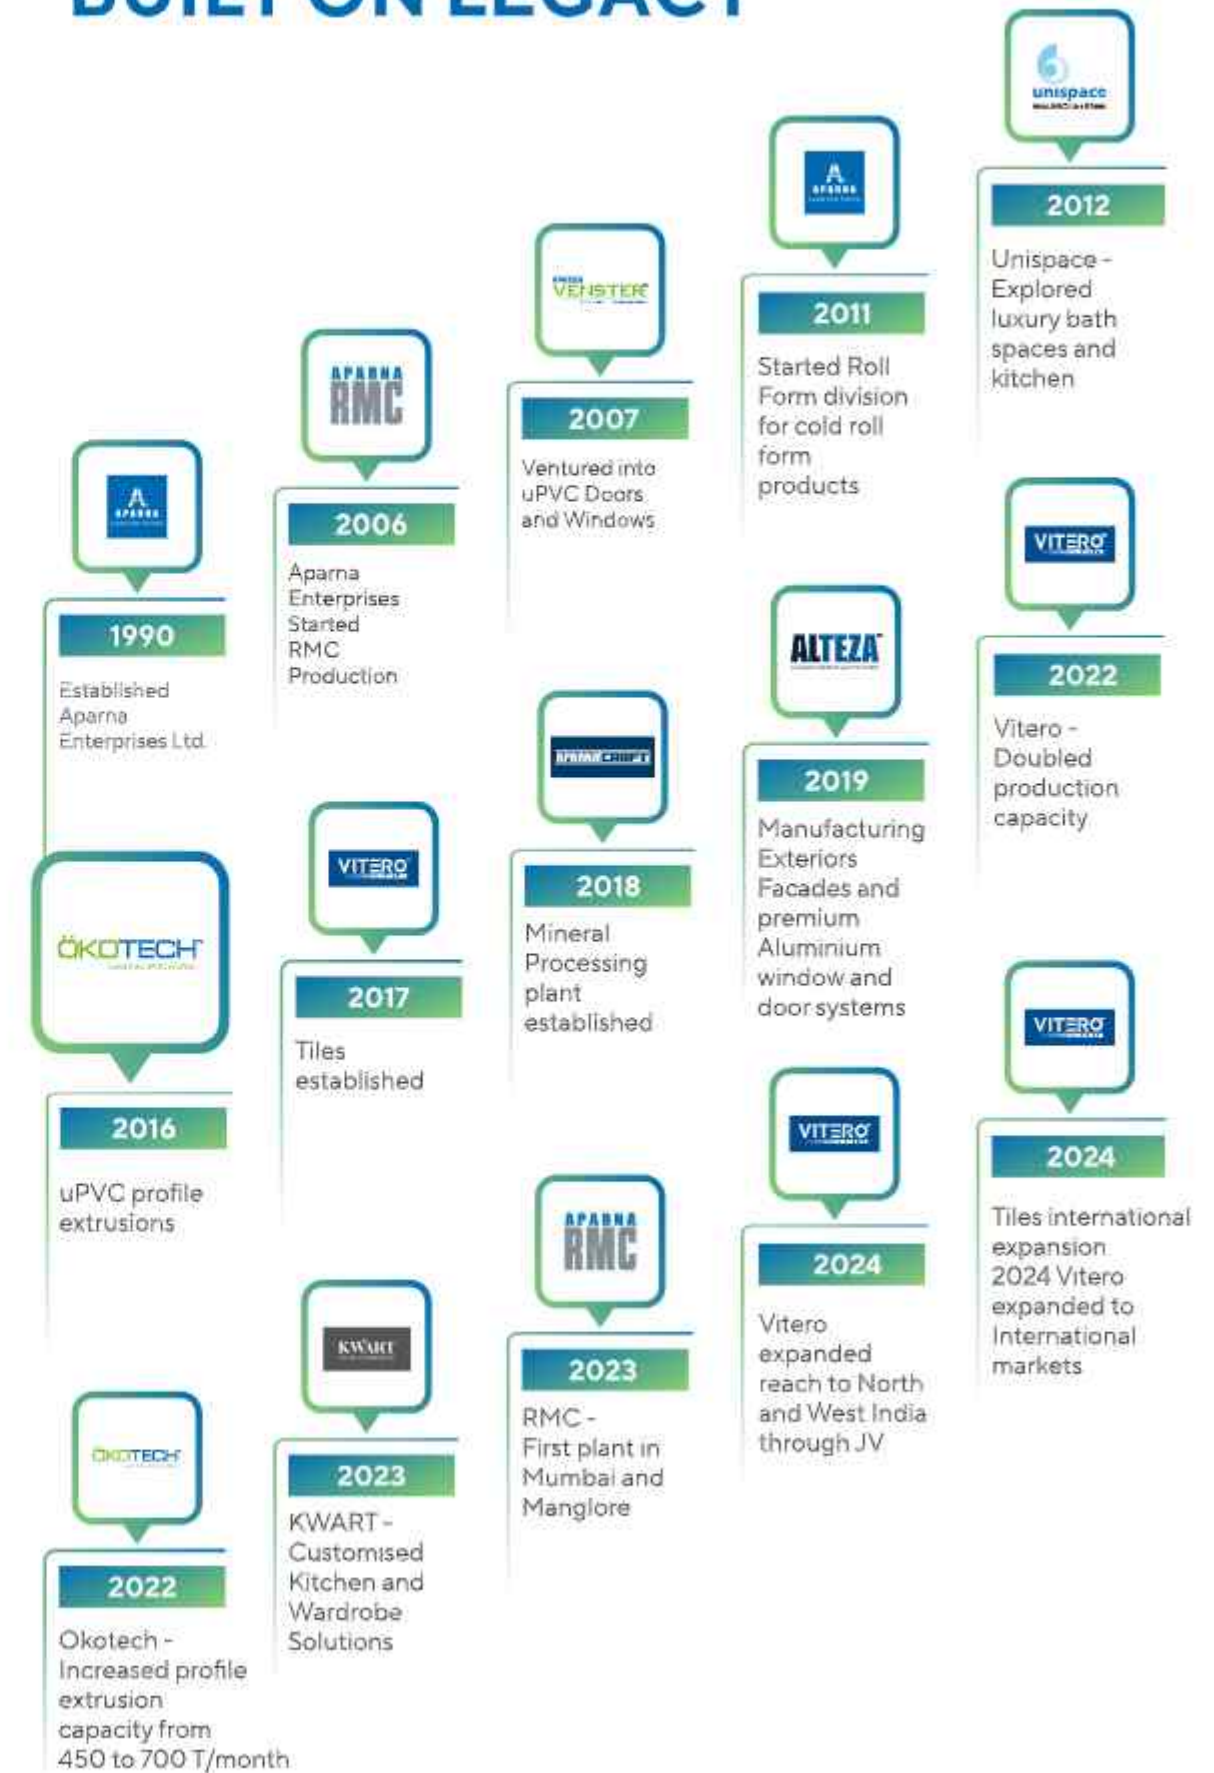 BUILT ON LEGACY
APARNA
1990
Established
Aparna
Enterprises Ltd.
APARNA
RMC
2006
Aparna
Enterprises
Started
RMC
Production
VENSTER
2007
Ventured into
uPVC Doors
and Windows
APARNA
2011
Started Roll
Form division
for cold roll
form
products
unispace
2012
Unispace -
Explored
luxury bath
spaces and
kitchen
ÖKOTECH
2016
uPVC profile
extrusions
VITERO
2017
Tiles
established
2018
Mineral
Processing
plant
established
ALTEZA
2019
Manufacturing
Exteriors
Facades and
premium
Aluminium
window and
door systems
VITERO
2022
Vitero -
Doubled
production
capacity
ÖKOTECH
2022
Okotech -
Increased profile
extrusion
capacity from
450 to 700 T/month
KWART
2023
KWART -
Customised
Kitchen and
Wardrobe
Solutions
APARNA
RMC
2023
RMC -
First plant in
Mumbai and
Manglore
VITERO
2024
Vitero
expanded
reach to North
and West India
through JV
VITERO
2024
Tiles international
expansion
2024 Vitero
expanded to
International
markets